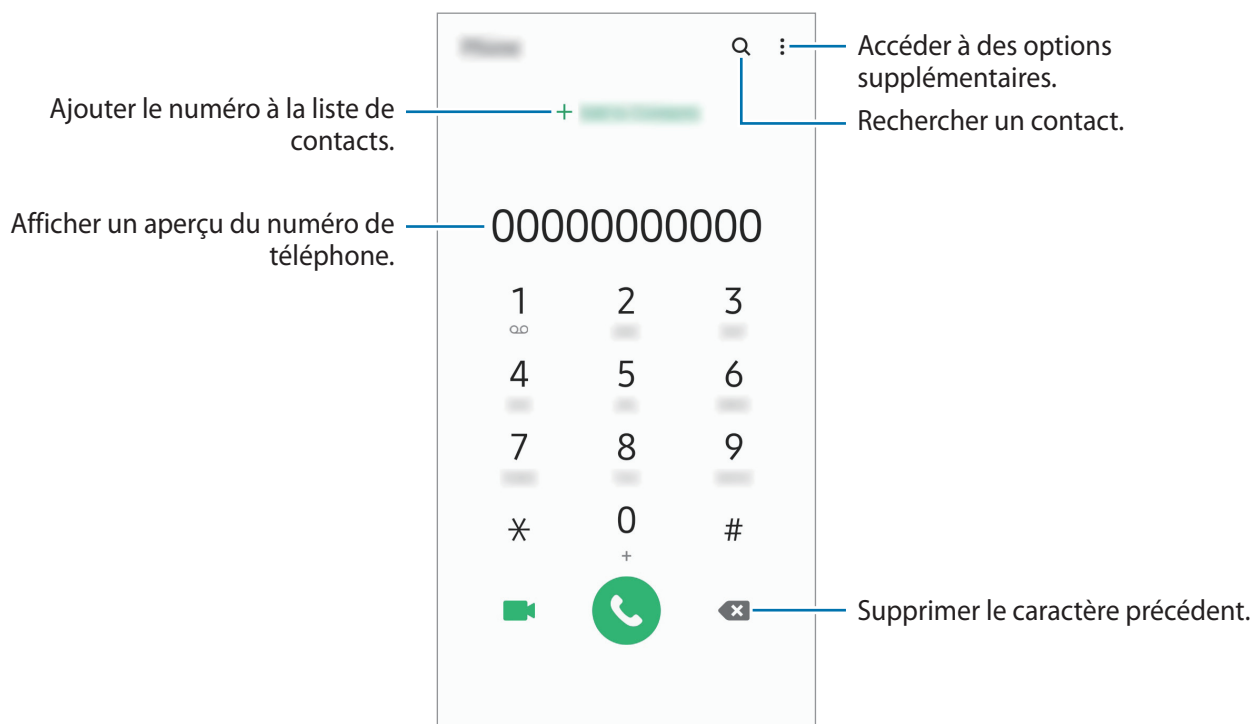 Accéder à des options
supplémentaires.
Rechercher un contact.
Ajouter le numéro à la liste de
contacts.
+
Afficher un aperçu du numéro de
téléphone.
00000000000
1 2 3
4 5 6
7 8 9
* 0 #
+
Supprimer le caractère précédent.